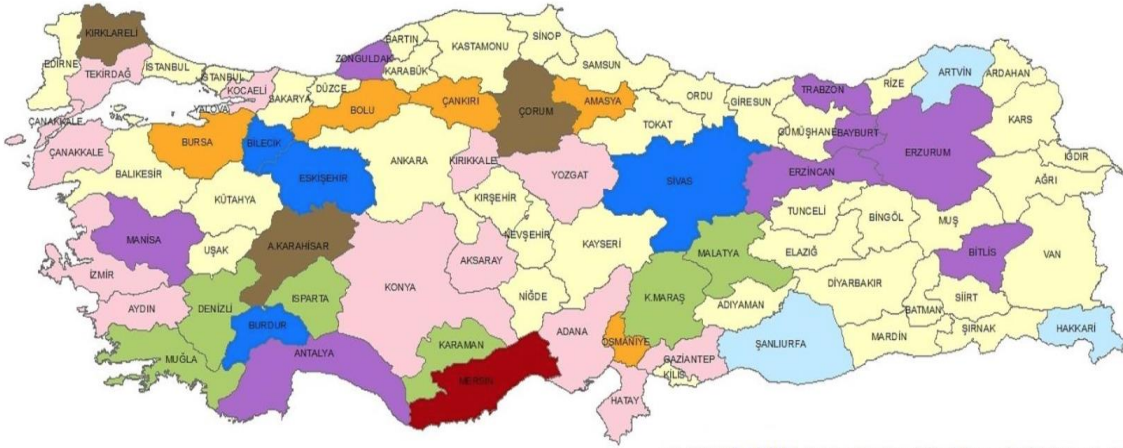 KIRKLARELİ
EDİRNE
TEKİRDAĞ
İSTANBUL
İSTANBUL
KOCAELİ
YALOVA
SAKARYA
DÜZCE
ZONGULDAK
BARTIN
KARABÜK
KASTAMONU
SİNOP
SAMSUN
BOLU
ÇANKIRI
ÇORUM
AMASYA
ORDU
GİRESUN
TRABZON
RİZE
ARTVİN
ARDAHAN
ÇANAKKALE
ÇANAKKALE
BURSA
BİLECİK
TOKAT
GÜMÜŞHANE
BAYBURT
KARS
BALIKESİR
ESKİŞEHİR
ANKARA
KIRIKKALE
YOZGAT
SİVAS
ERZİNCAN
ERZURUM
IĞDIR
AĞRI
KÜTAHYA
KIRŞEHİR
TUNCELİ
BİNGÖL
MUŞ
MANİSA
UŞAK
A.KARAHİSAR
NEVŞEHİR
KAYSERİ
MALATYA
ELAZIĞ
BİTLİS
VAN
İZMİR
AKSARAY
AYDIN
DENİZLİ
ISPARTA
KONYA
NİĞDE
K.MARAŞ
ADIYAMAN
DİYARBAKIR
BATMAN
SİİRT
BURDUR
ADANA
OSMANİYE
ŞANLIURFA
MARDİN
ŞIRNAK
HAKKARİ
MUĞLA
ANTALYA
KARAMAN
MERSİN
GAZİANTEP
KİLİS
HATAY